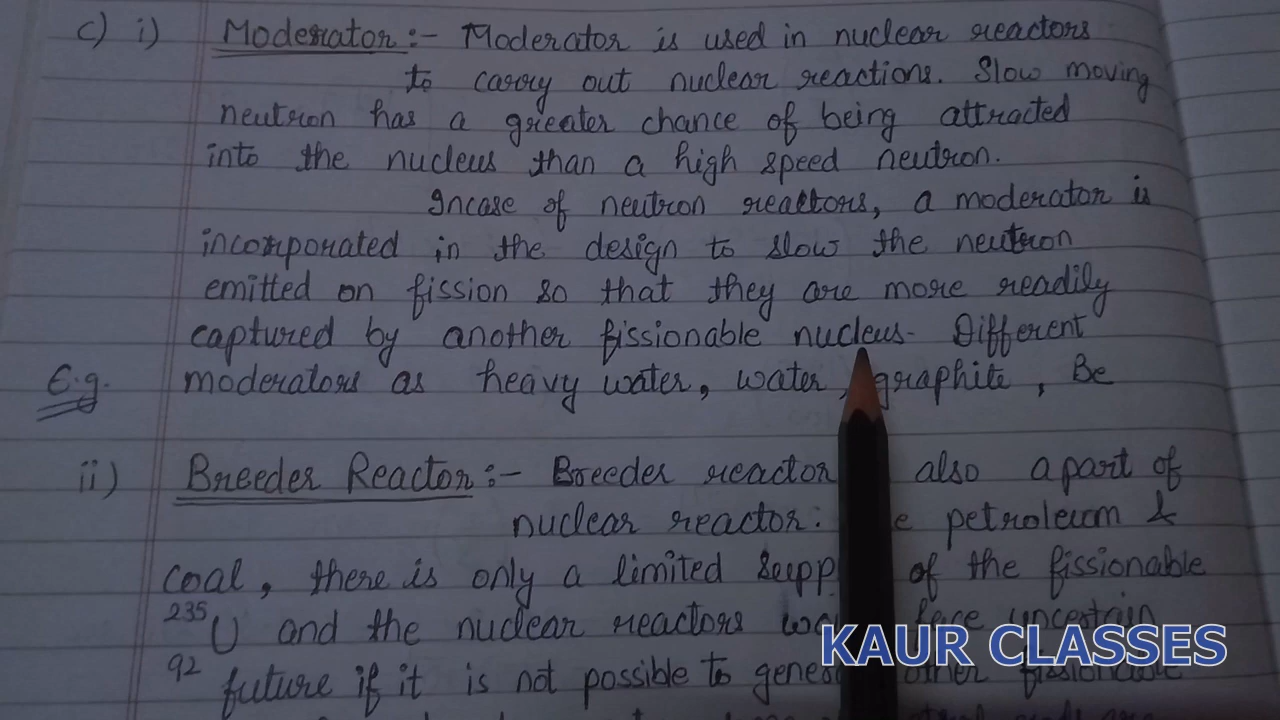 c) i) Moderator :- Moderator is used in nuclear reactors
to carry out nuclear reactions. Slow moving
neutron has a greater chance of being attracted
into the nucleus than a high speed neutron.
Incase of neutron reactors, a moderator is
incorporated in the design to slow the neutron
emitted on fission so that they are more readily
captured by another fissionable nucleus. Different
E.g. moderators as heavy water, water, graphite, Be
ii) Breeder Reactor :- Breeder reactor also a part of
nuclear reactor. petroleum &
coal, there is only a limited of the fissionable
235 92 U and the nuclear reactors face uncertain
future if it is not possible to other fissionable
KAUR CLASSES